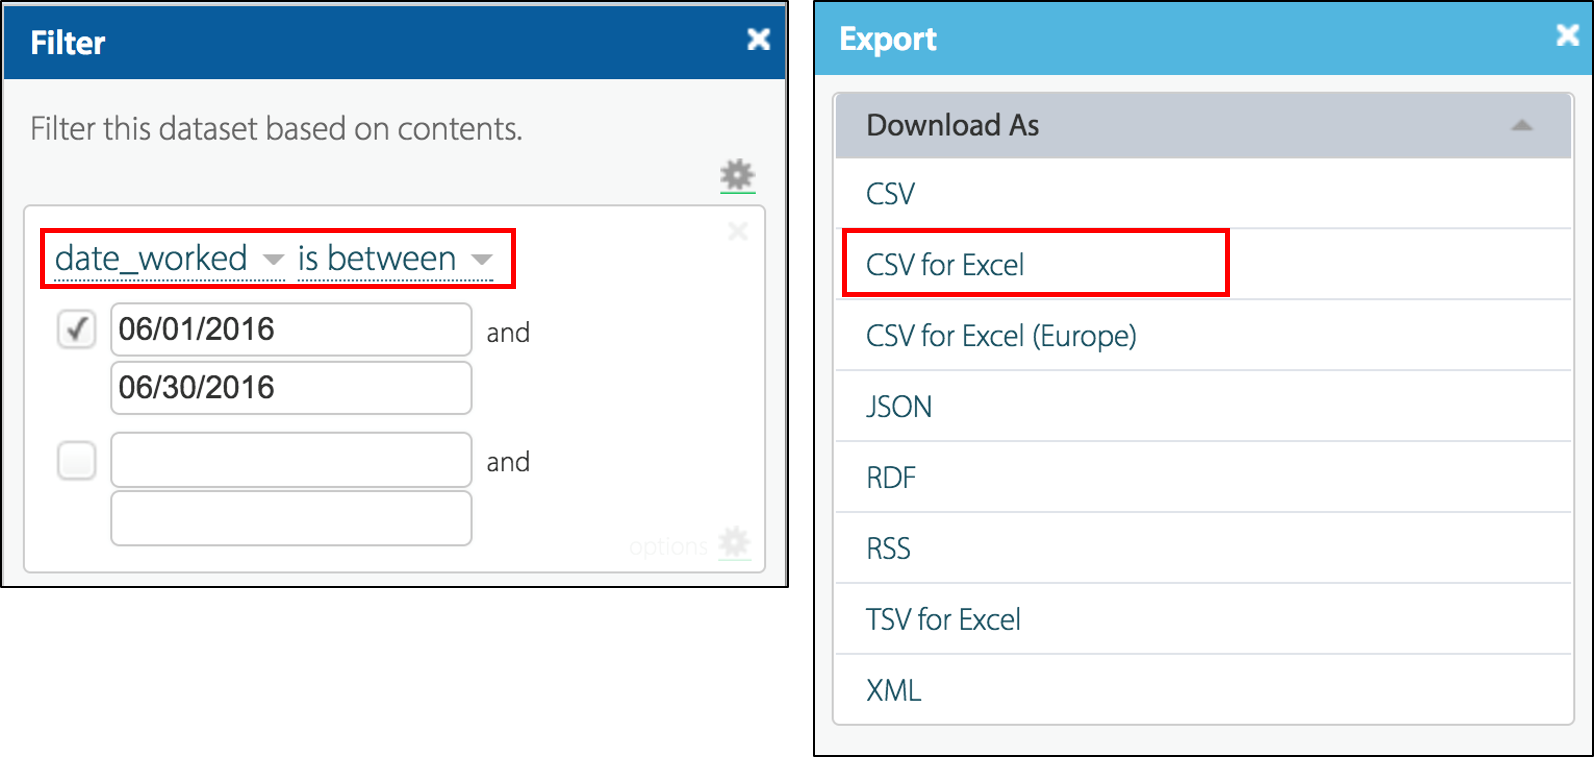 Filter
Filter this dataset based on contents.
date_worked is between
06/01/2016 and
06/30/2016
and
options
Export
Download As
CSV
CSV for Excel
CSV for Excel (Europe)
JSON
RDF
RSS
TSV for Excel
XML